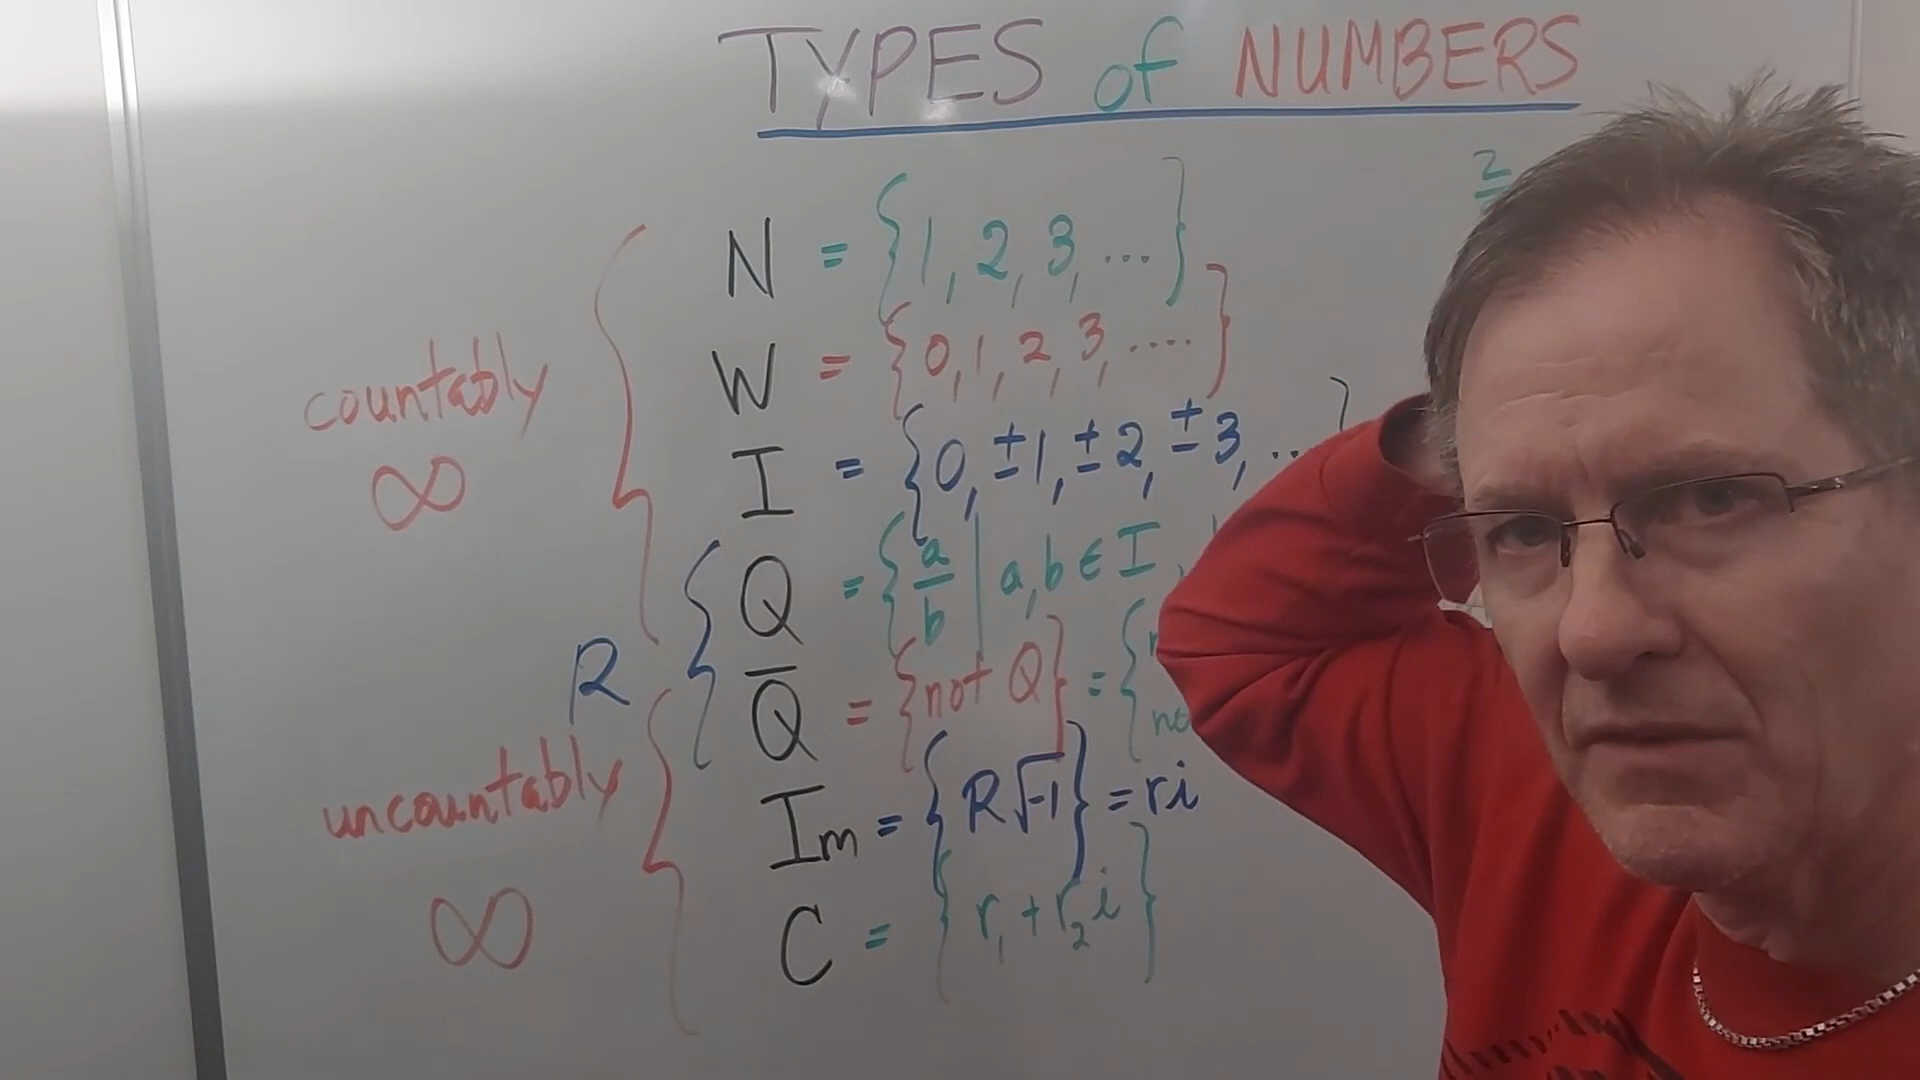 TYPES of NUMBERS
2
N = {1, 2, 3, ...}
W = {0, 1, 2, 3, ....}
countably
∞
I = {0, ±1, ±2, ±3, ...}
Q = {a/b | a, b ∈ I,
R
Q̅ = {not Q} = {
uncountably
∞
Im = {R√-1} = ri
C = {r₁ + r₂i}